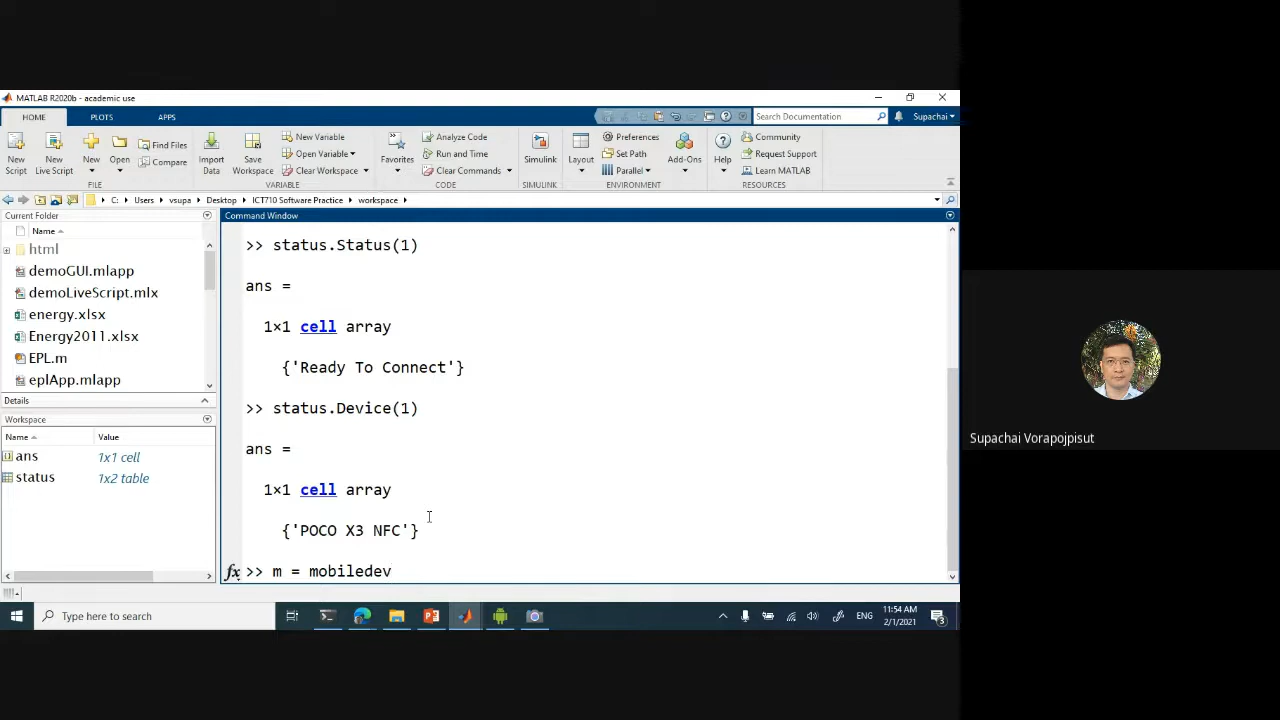 MATLAB R2020b - academic use
HOME PLOTS APPS
Search Documentation
Supachai
New Script
New Live Script
New
Open
Find Files
Compare
FILE
Import Data
Save Workspace
New Variable
Open Variable
Clear Workspace
VARIABLE
Favorites
Analyze Code
Run and Time
Clear Commands
CODE
Simulink
SIMULINK
Layout
Preferences
Set Path
Parallel
Add-Ons
ENVIRONMENT
Help
Community
Request Support
Learn MATLAB
RESOURCES
C: Users vsupa Desktop ICT710 Software Practice workspace
Current Folder
Name
html
demoGUI.mlapp
demoLiveScript.mlx
energy.xlsx
Energy2011.xlsx
EPL.m
eplApp.mlapp
Details
Workspace
Name Value
ans 1x1 cell
status 1x2 table
Command Window
>> status.Status(1)
ans =
1×1 cell array
{'Ready To Connect'}
>> status.Device(1)
ans =
1×1 cell array
{'POCO X3 NFC'}
fx >> m = mobiledev
Type here to search
ENG
11:54 AM
2/1/2021
3
Supachai Vorapojpisut